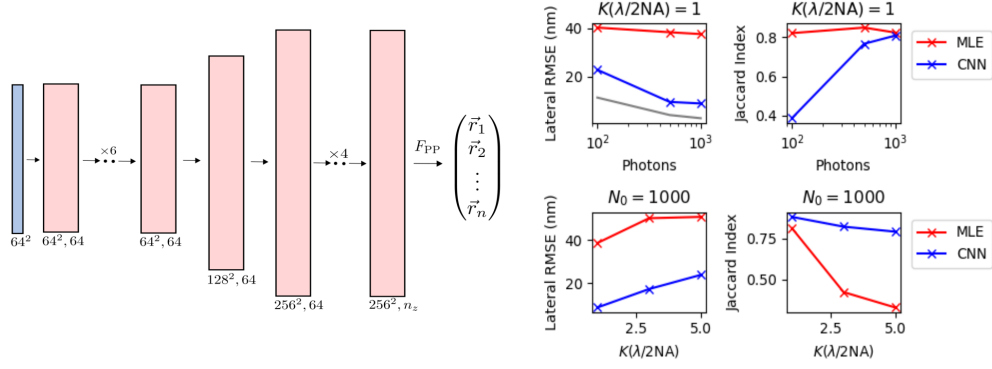 ×6
×4
F_PP
r⃗_1
r⃗_2
⋮
r⃗_n
64²
64², 64
64², 64
128², 64
256², 64
256², n_z
K(λ/2NA) = 1
Lateral RMSE (nm)
40
20
10² 10³
Photons
K(λ/2NA) = 1
Jaccard Index
0.8
0.6
0.4
10² 10³
Photons
MLE
CNN
N₀ = 1000
Lateral RMSE (nm)
40
20
2.5 5.0
K(λ/2NA)
N₀ = 1000
Jaccard Index
0.75
0.50
2.5 5.0
K(λ/2NA)
MLE
CNN